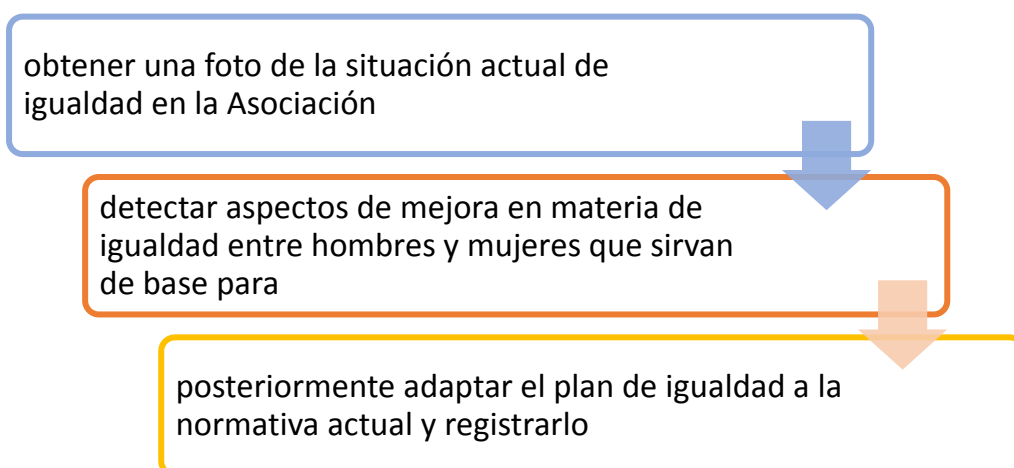 obtener una foto de la situación actual de
igualdad en la Asociación
detectar aspectos de mejora en materia de
igualdad entre hombres y mujeres que sirvan
de base para
posteriormente adaptar el plan de igualdad a la
normativa actual y registrarlo